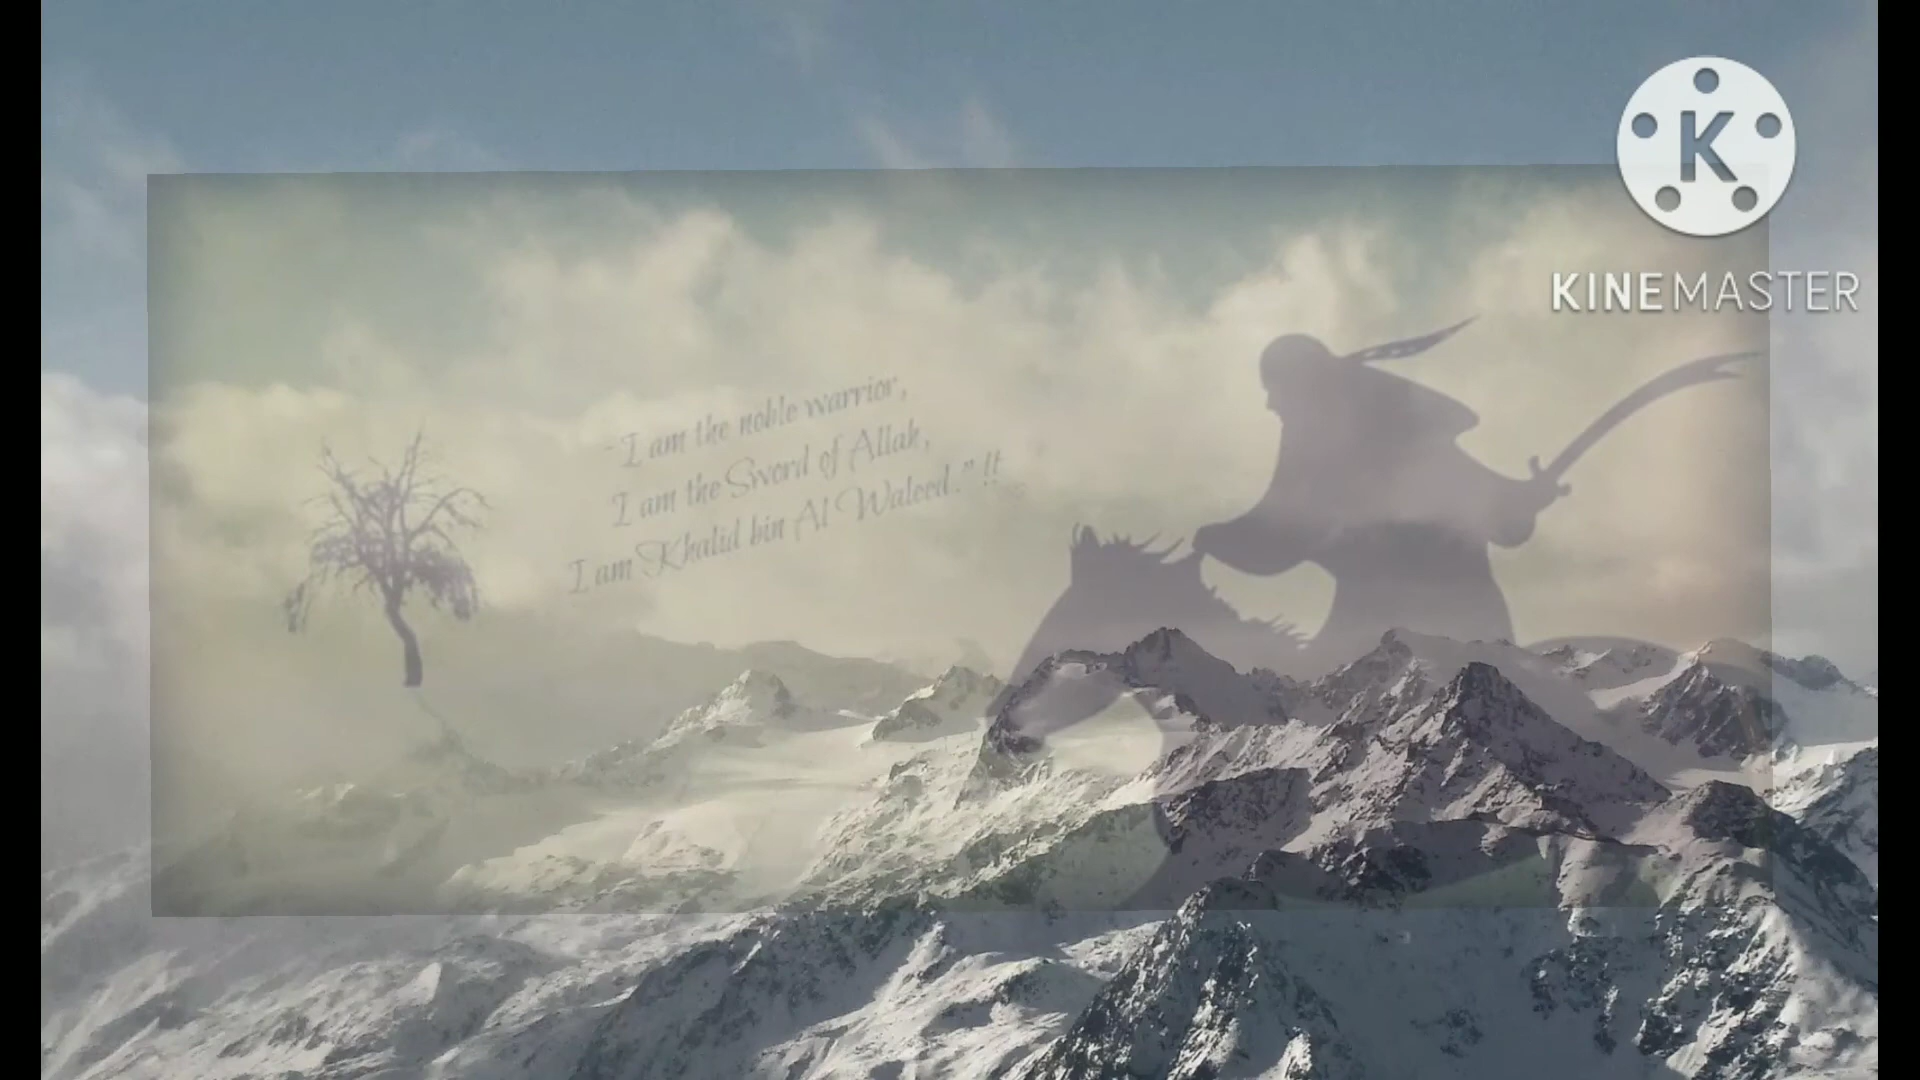 K
KINEMASTER
"I am the noble warrior,
I am the Sword of Allah,
I am Khalid bin Al Waleed." !!